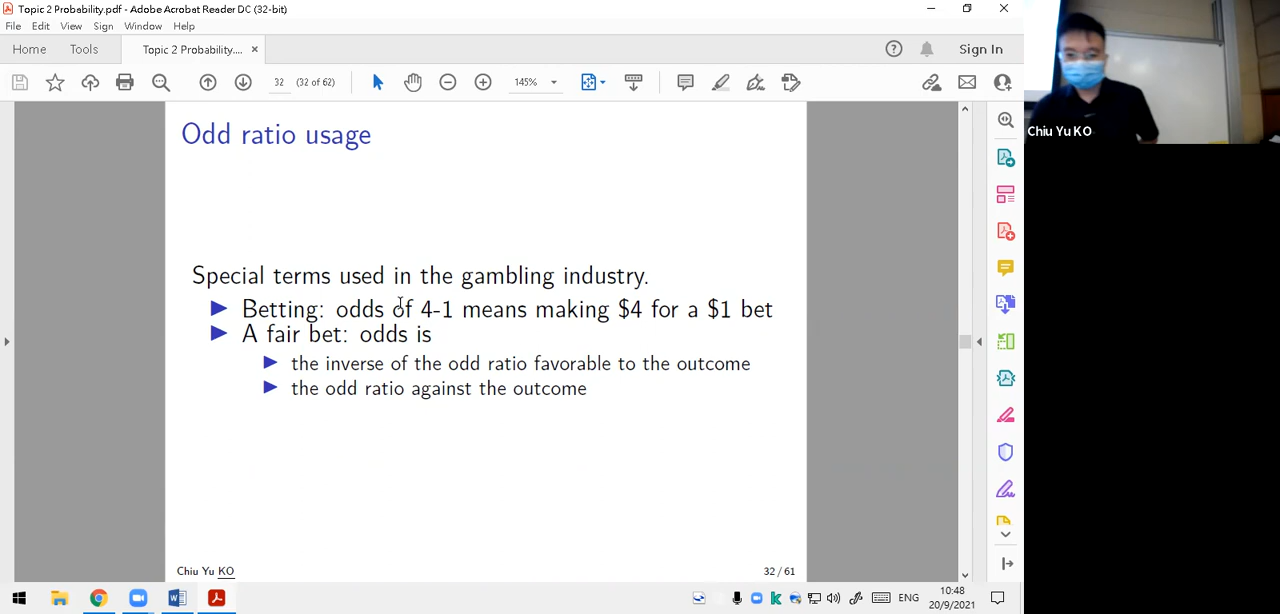 Topic 2 Probability.pdf - Adobe Acrobat Reader DC (32-bit)
File Edit View Sign Window Help
Home Tools Topic 2 Probability.... × Sign In
32 (32 of 62) 145%
Chiu Yu KO
Odd ratio usage
Special terms used in the gambling industry.
Betting: odds of 4-1 means making $4 for a $1 bet
A fair bet: odds is
the inverse of the odd ratio favorable to the outcome
the odd ratio against the outcome
Chiu Yu KO 32 / 61
ENG 10:48
20/9/2021